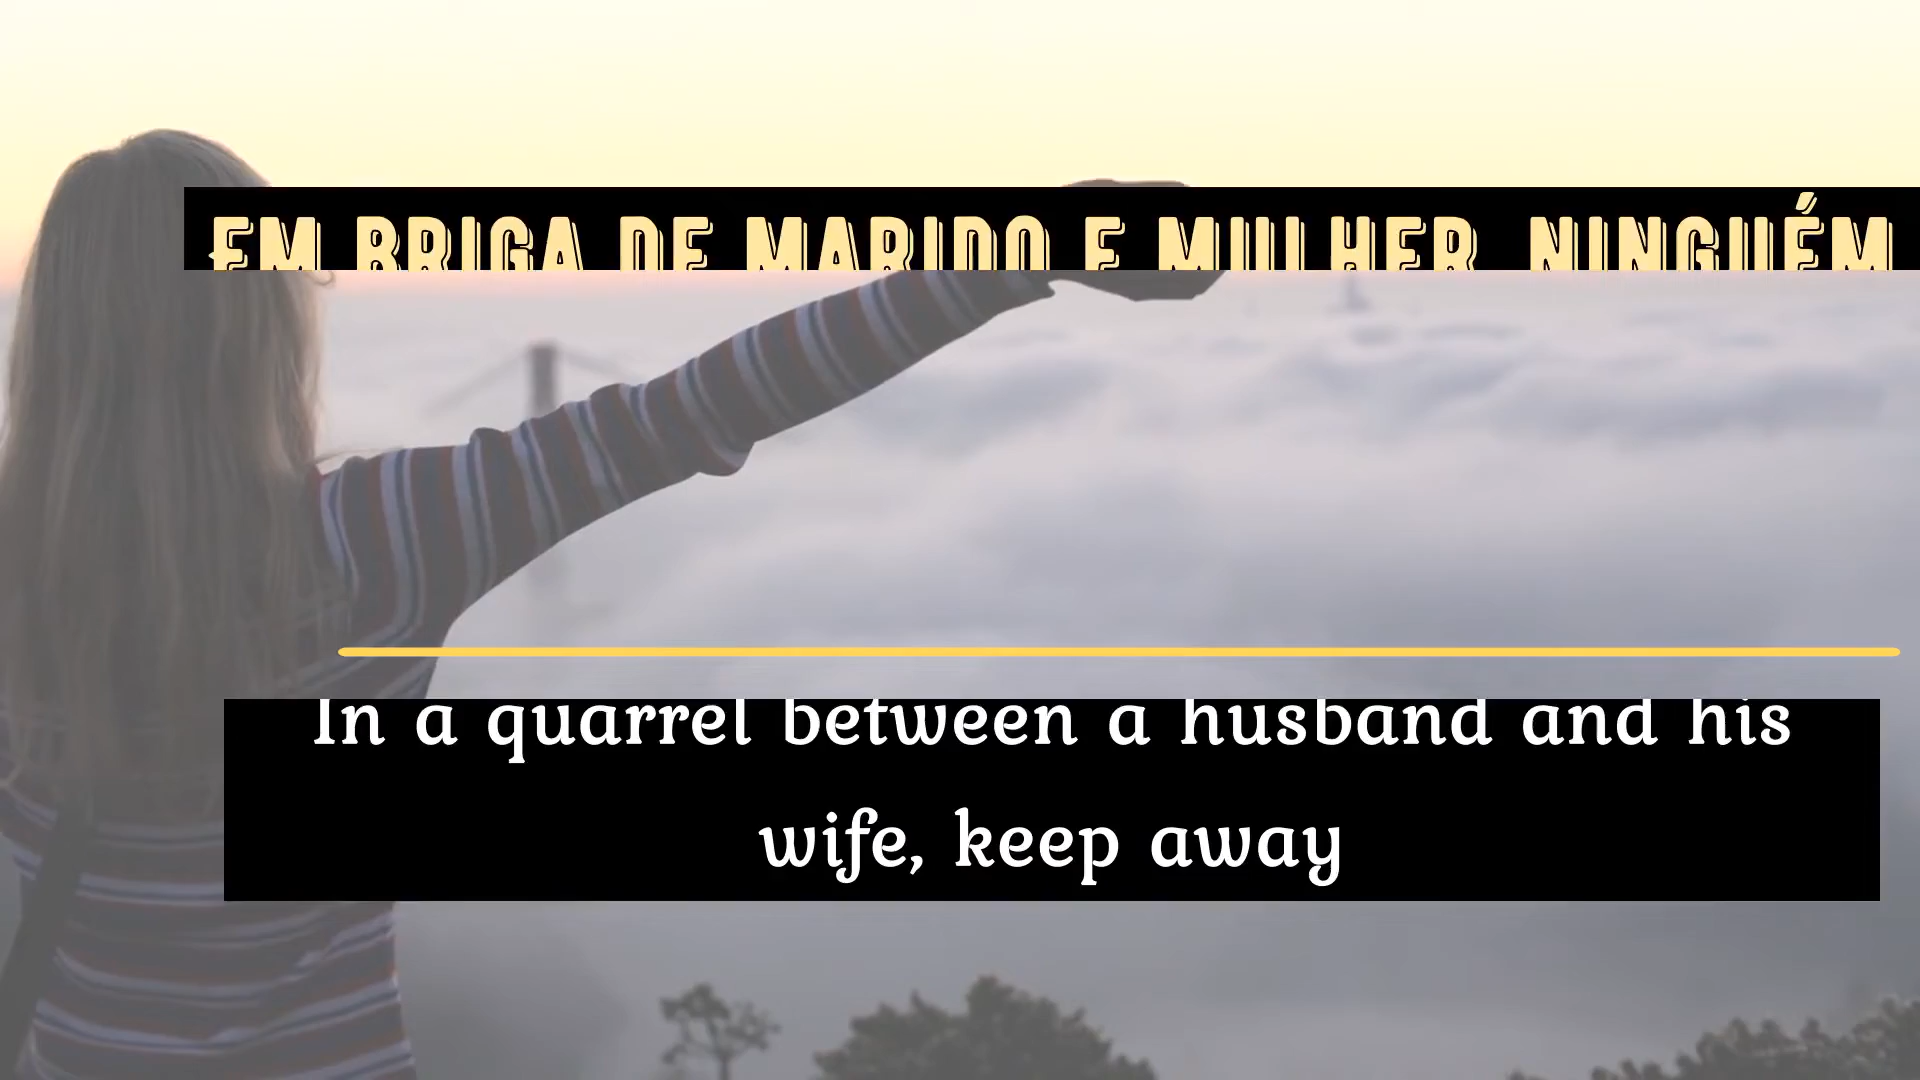 EM BRIGA DE MARIDO E MULHER NINGUÉM
In a quarrel between a husband and his
wife, keep away